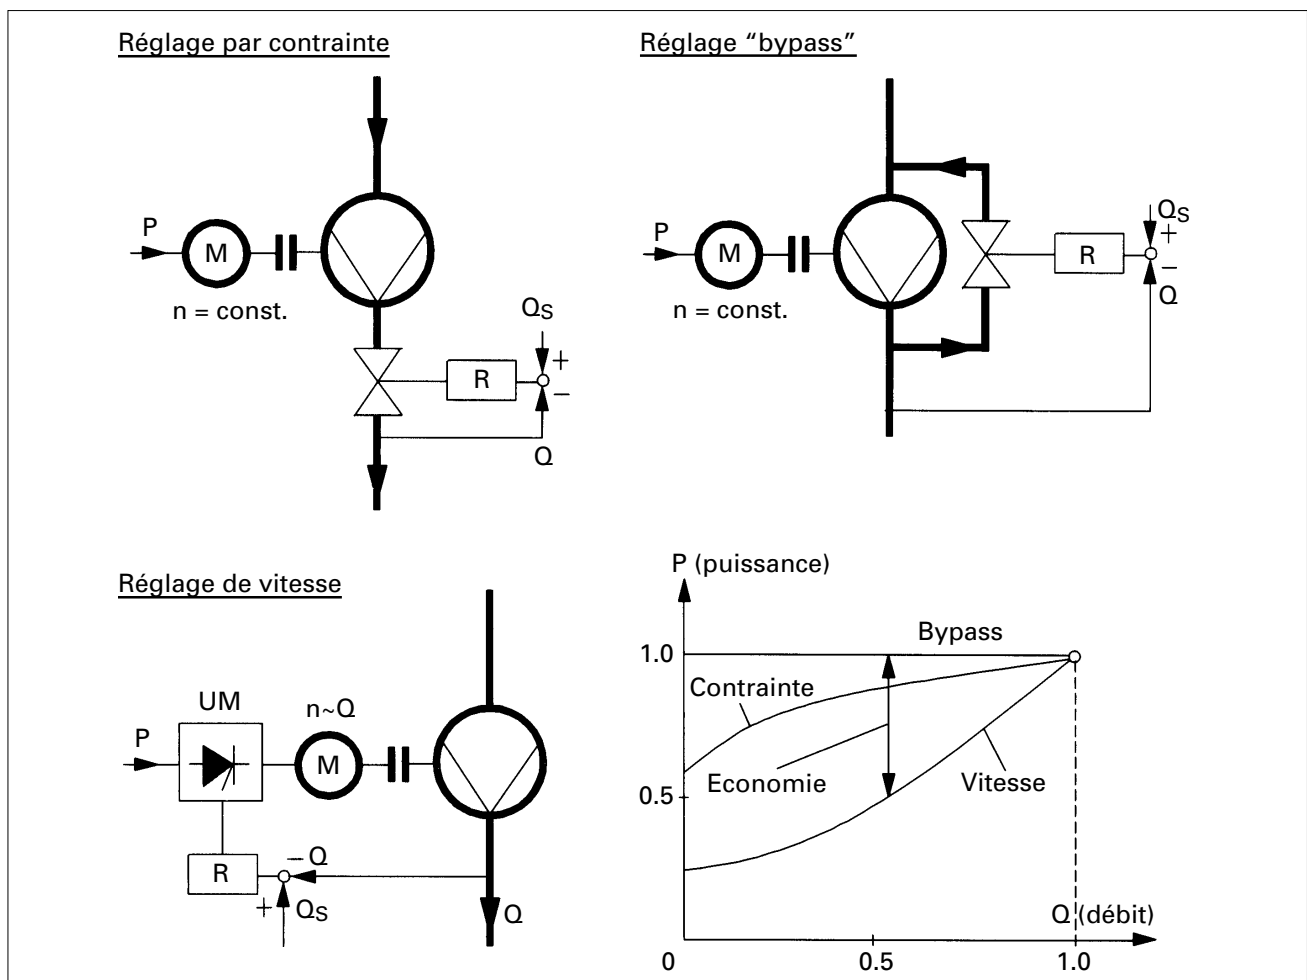 Réglage par contrainte
P
M
n = const.
QS
+
R
−
Q
Réglage “bypass”
P
M
n = const.
QS
+
R
−
Q
Réglage de vitesse
UM
P
n~Q
M
R
− Q
+ QS
Q
P (puissance)
Bypass
1.0
Contrainte
Economie
Vitesse
0.5
Q (débit)
0 0.5 1.0